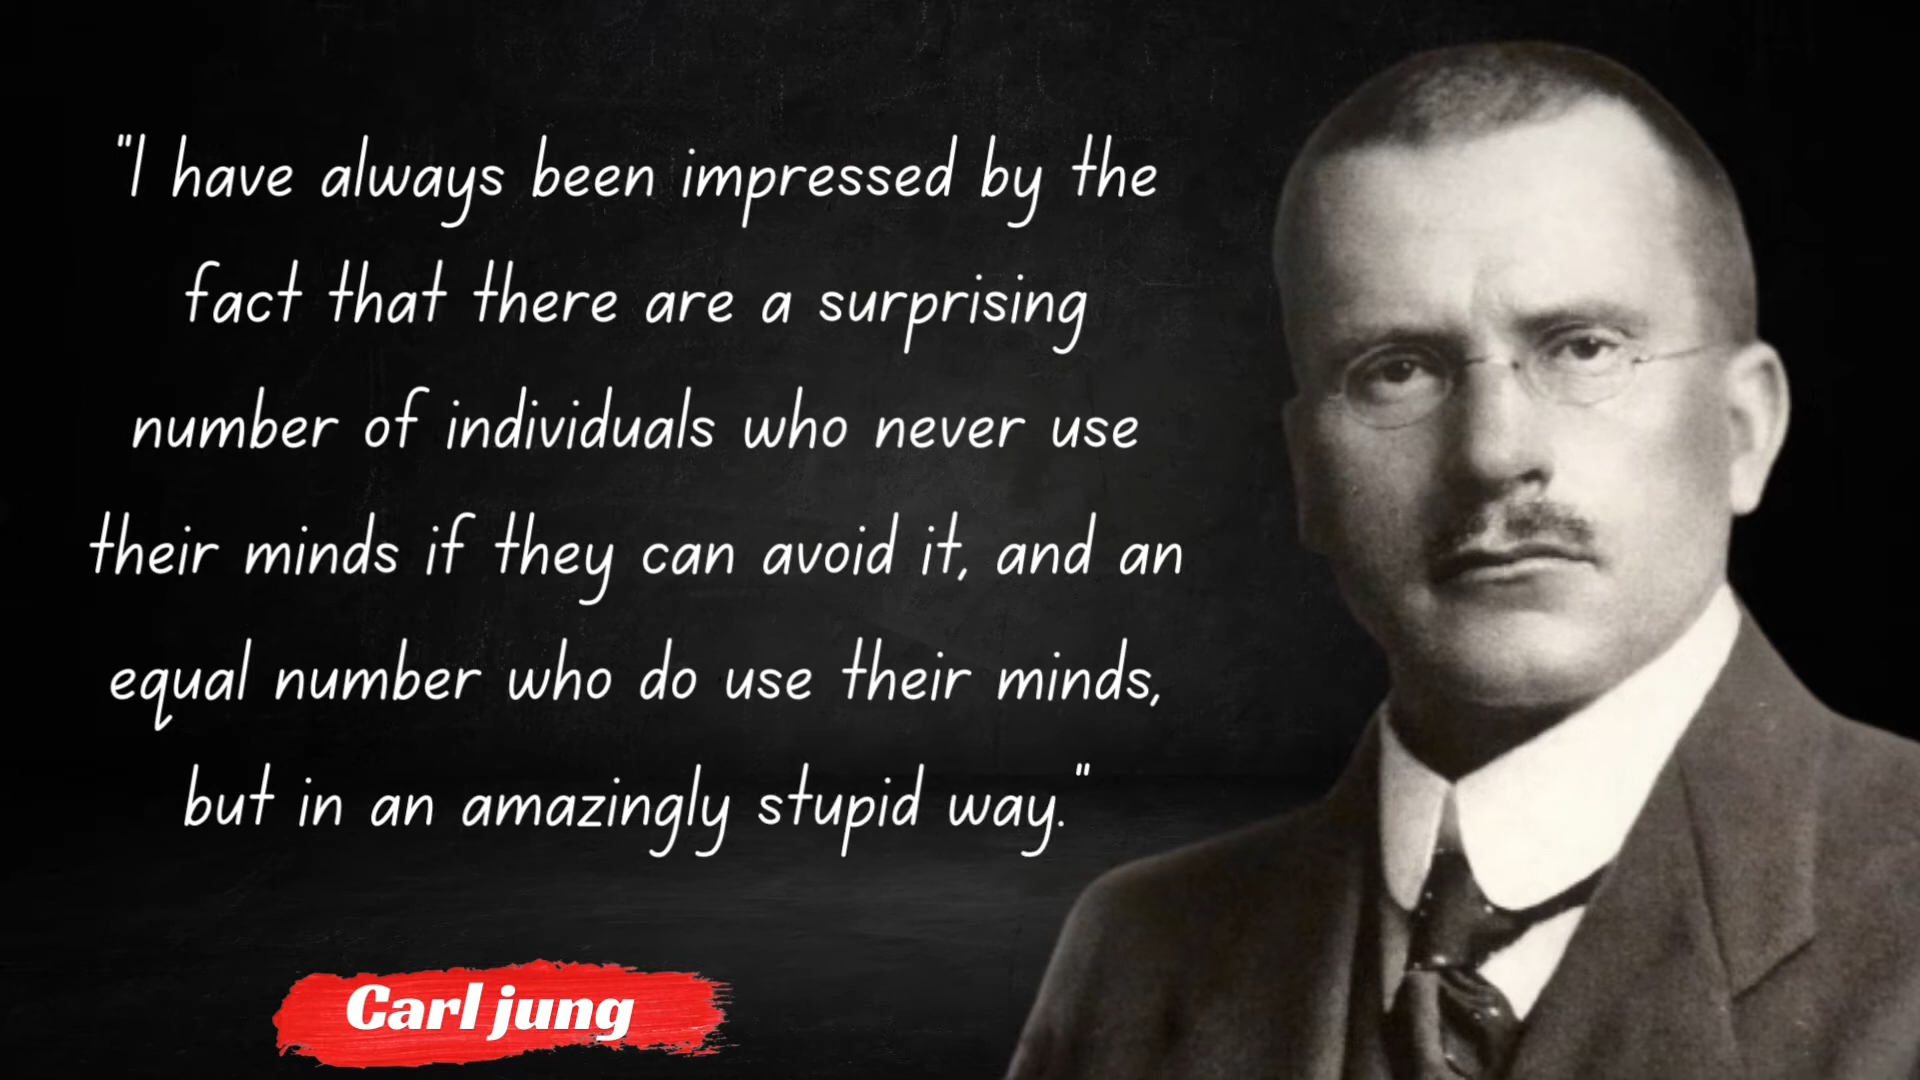 "I have always been impressed by the
fact that there are a surprising
number of individuals who never use
their minds if they can avoid it, and an
equal number who do use their minds,
but in an amazingly stupid way."
Carl jung